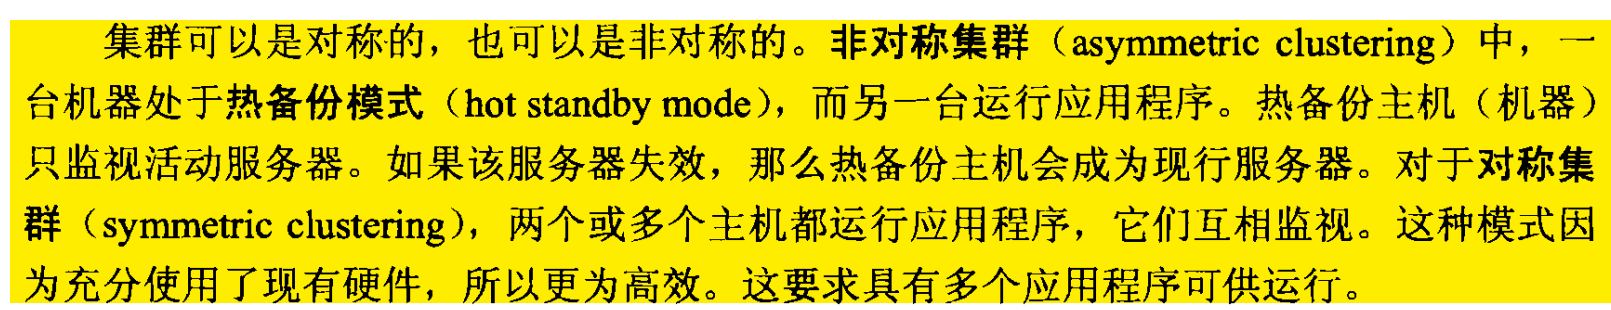 集群可以是对称的，也可以是非对称的。非对称集群（asymmetric clustering）中，一
台机器处于热备份模式（hot standby mode），而另一台运行应用程序。热备份主机（机器）
只监视活动服务器。如果该服务器失效，那么热备份主机会成为现行服务器。对于对称集
群（symmetric clustering），两个或多个主机都运行应用程序，它们互相监视。这种模式因
为充分使用了现有硬件，所以更为高效。这要求具有多个应用程序可供运行。